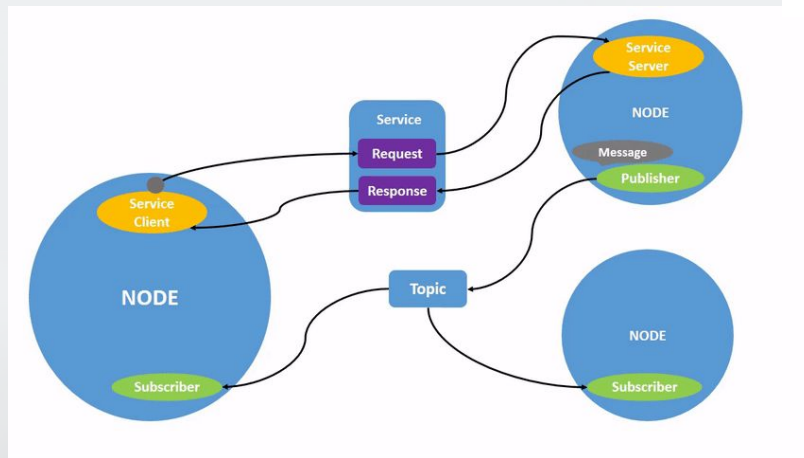 Service
Server
NODE
Message
Publisher
Service
Request
Response
Service
Client
NODE
Subscriber
Topic
NODE
Subscriber